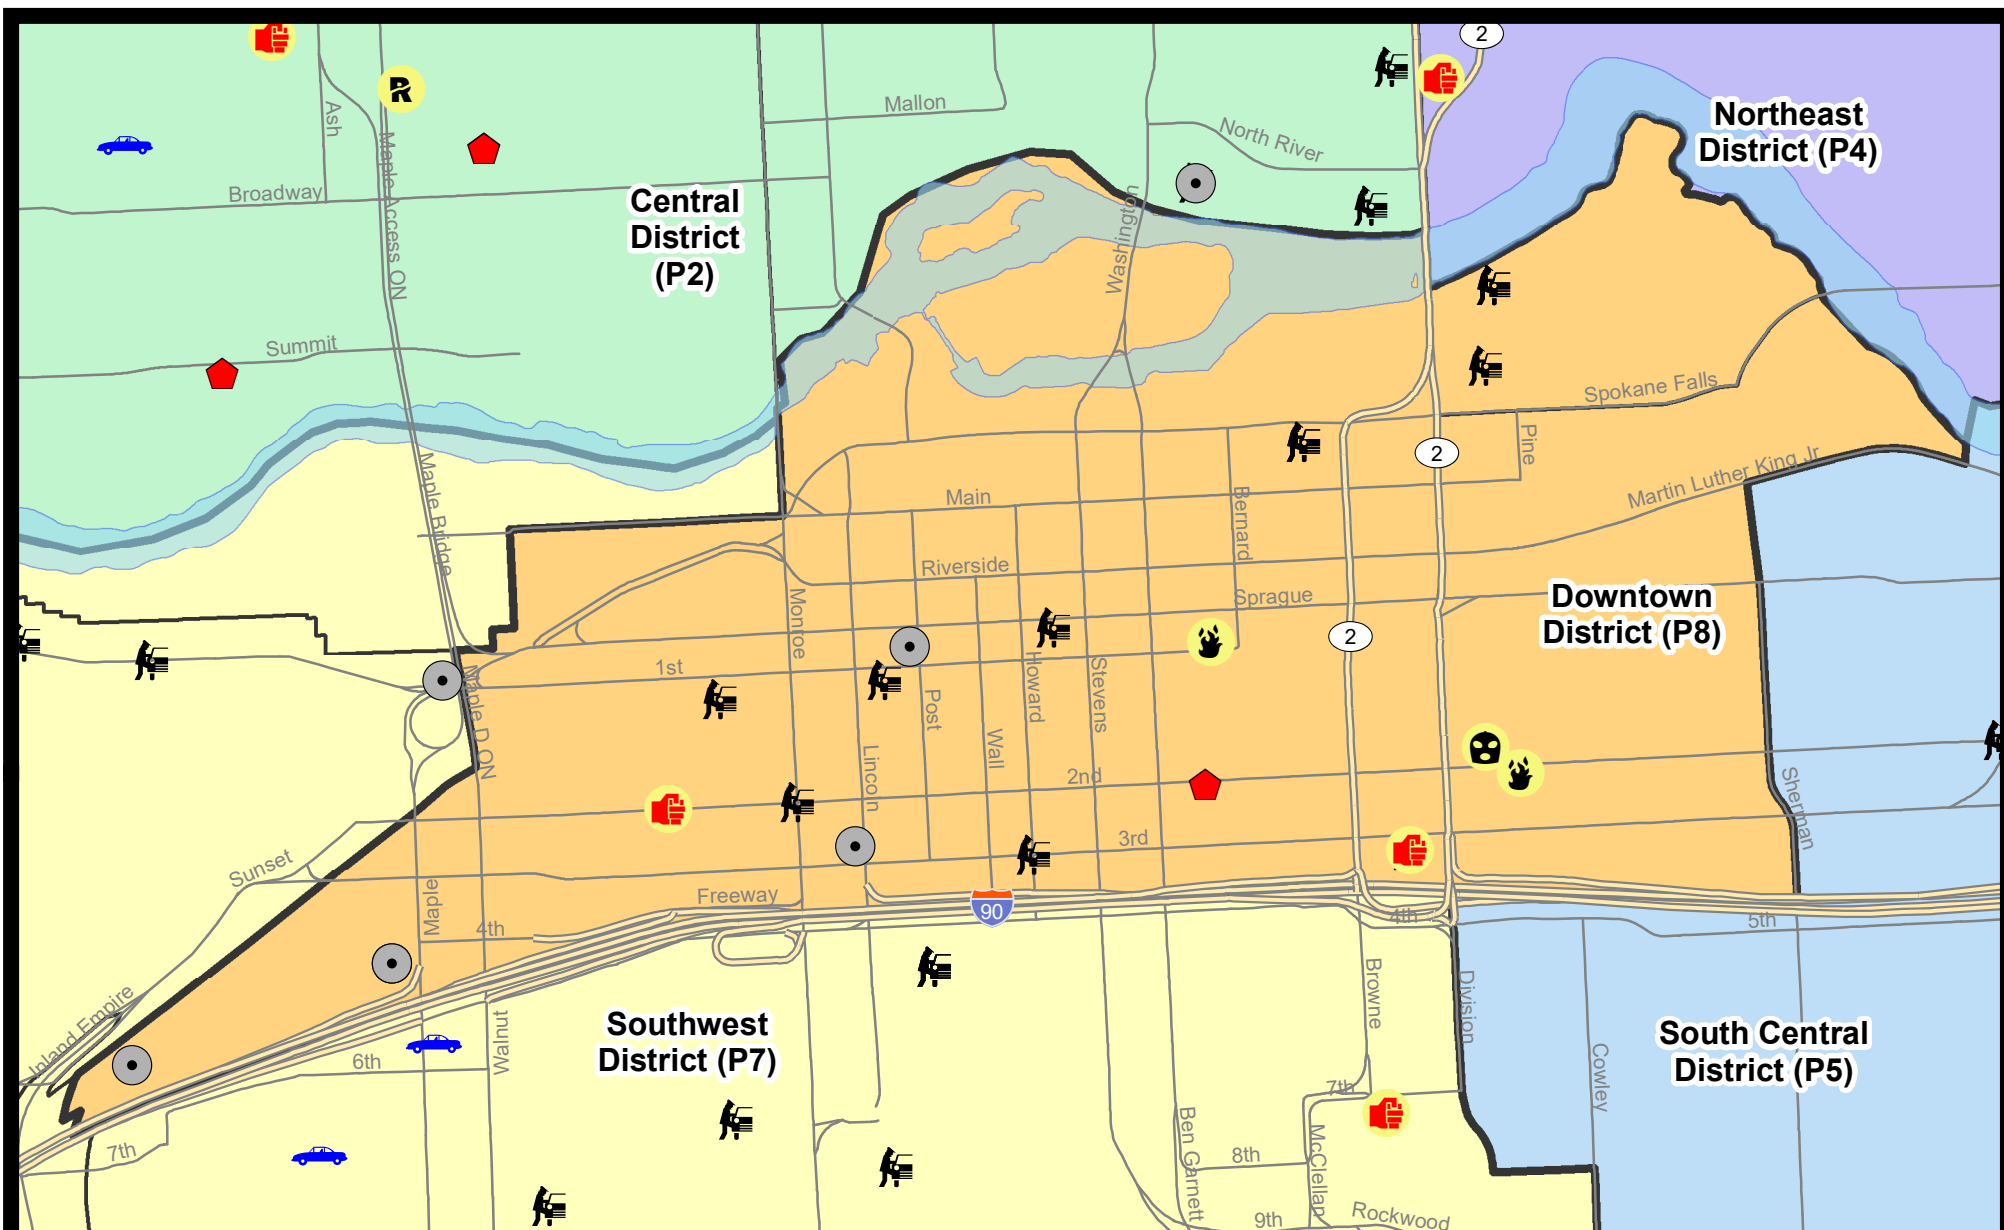 2
Mallon
North River
Northeast
District (P4)
Ash
Maple Access ON
R
Broadway
Central
District
(P2)
Washington
Summit
Spokane Falls
2
Pine
Maple Bridge
Main
Bernard
Martin Luther King Jr
Riverside
Sprague
Downtown
District (P8)
Monroe
2
1st
Howard
Stevens
Maple D ON
Post
Wall
Lincoln
2nd
Sherman
3rd
Sunset
Maple
Freeway
90
4th
4th
5th
Inland Empire
Walnut
Browne
Division
Southwest
District (P7)
South Central
District (P5)
6th
Cowley
7th
7th
Ben Garnett
McClellan
8th
9th
Rockwood